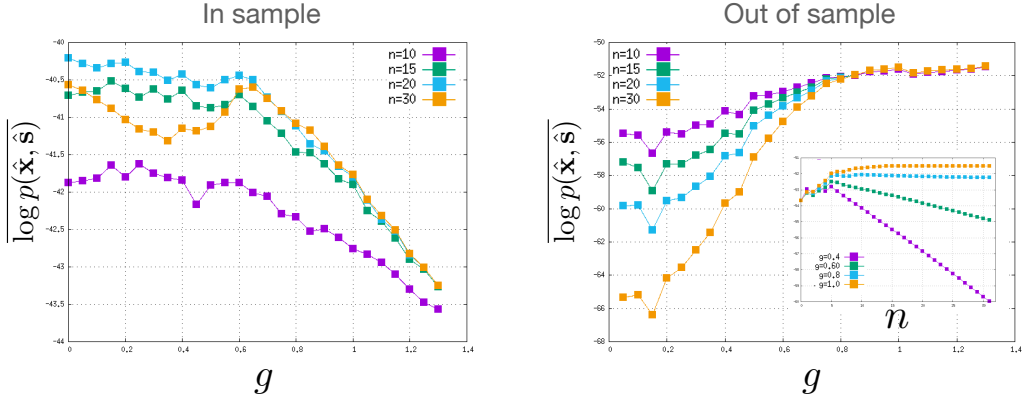 In sample
Out of sample
log p(x̂, ŝ)
-40
-40,5
-41
-41,5
-42
-42,5
-43
-43,5
-44
0
0,2
0,4
0,6
0,8
1
1,2
1,4
n=10
n=15
n=20
n=30
g
log p(x̂, ŝ)
-50
-52
-54
-56
-58
-60
-62
-64
-66
-68
0
0,2
0,4
0,6
0,8
1
1,2
1,4
n=10
n=15
n=20
n=30
g=0.4
g=0.60
g=0.8
g=1.0
n
g